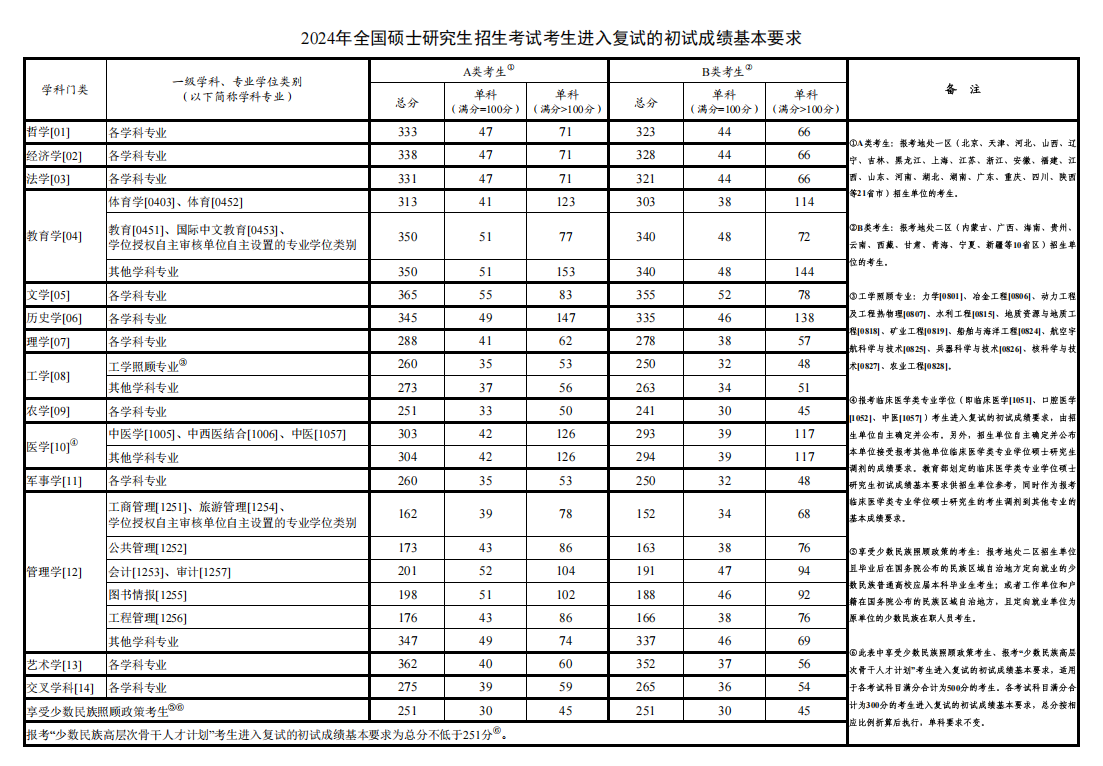 2024年全国硕士研究生招生考试考生进入复试的初试成绩基本要求
学科门类 一级学科、专业学位类别 A类考生① B类考生② 备 注
（以下简称学科专业） 总分 单科 单科 总分 单科 单科
（满分=100分） （满分>100分） （满分=100分） （满分>100分）
哲学[01] 各学科专业 333 47 71 323 44 66
经济学[02] 各学科专业 338 47 71 328 44 66
法学[03] 各学科专业 331 47 71 321 44 66
教育学[04] 体育学[0403]、体育[0452] 313 41 123 303 38 114
教育[0451]、国际中文教育[0453]、
学位授权自主审核单位自主设置的专业学位类别 350 51 77 340 48 72
其他学科专业 350 51 153 340 48 144
文学[05] 各学科专业 365 55 83 355 52 78
历史学[06] 各学科专业 345 49 147 335 46 138
理学[07] 各学科专业 288 41 62 278 38 57
工学[08] 工学照顾专业③ 260 35 53 250 32 48
其他学科专业 273 37 56 263 34 51
农学[09] 各学科专业 251 33 50 241 30 45
医学[10]④ 中医学[1005]、中西医结合[1006]、中医[1057] 303 42 126 293 39 117
其他学科专业 304 42 126 294 39 117
军事学[11] 各学科专业 260 35 53 250 32 48
管理学[12] 工商管理[1251]、旅游管理[1254]、
学位授权自主审核单位自主设置的专业学位类别 162 39 78 152 34 68
公共管理[1252] 173 43 86 163 38 76
会计[1253]、审计[1257] 201 52 104 191 47 94
图书情报[1255] 198 51 102 188 46 92
工程管理[1256] 176 43 86 166 38 76
其他学科专业 347 49 74 337 46 69
艺术学[13] 各学科专业 362 40 60 352 37 56
交叉学科[14] 各学科专业 275 39 59 265 36 54
享受少数民族照顾政策考生⑤⑥ 251 30 45 251 30 45
报考“少数民族高层次骨干人才计划”考生进入复试的初试成绩基本要求为总分不低于251分⑥。
①A类考生：报考地处一区（北京、天津、河北、山西、辽
宁、吉林、黑龙江、上海、江苏、浙江、安徽、福建、江
西、山东、河南、湖北、湖南、广东、重庆、四川、陕西
等21省市）招生单位的考生。
②B类考生：报考地处二区（内蒙古、广西、海南、贵州、
云南、西藏、甘肃、青海、宁夏、新疆等10省区）招生单
位的考生。
③工学照顾专业：力学[0801]、冶金工程[0806]、动力工程
及工程热物理[0807]、水利工程[0815]、地质资源与地质工
程[0818]、矿业工程[0819]、船舶与海洋工程[0824]、航空宇
航科学与技术[0825]、兵器科学与技术[0826]、核科学与技
术[0827]、农业工程[0828]。
④报考临床医学类专业学位（即临床医学[1051]、口腔医学
[1052]、中医[1057]）考生进入复试的初试成绩要求，由招
生单位自主确定并公布。另外，招生单位自主确定并公布
本单位接受报考其他单位临床医学类专业学位硕士研究生
调剂的成绩要求。教育部划定的临床医学类专业学位硕士
研究生初试成绩基本要求供招生单位参考，同时作为报考
临床医学类专业学位硕士研究生的考生调剂到其他专业的
基本成绩要求。
⑤享受少数民族照顾政策的考生：报考地处二区招生单位
且毕业后在国务院公布的民族区域自治地方定向就业的少
数民族普通高校应届本科毕业生考生；或者工作单位和户
籍在国务院公布的民族区域自治地方，且定向就业单位为
原单位的少数民族在职人员考生。
⑥此表中享受少数民族照顾政策考生、报考“少数民族高层
次骨干人才计划”考生进入复试的初试成绩基本要求，适用
于各考试科目满分合计为500分的考生。各考试科目满分合
计为300分的考生进入复试的初试成绩基本要求，总分按相
应比例折算后执行，单科要求不变。